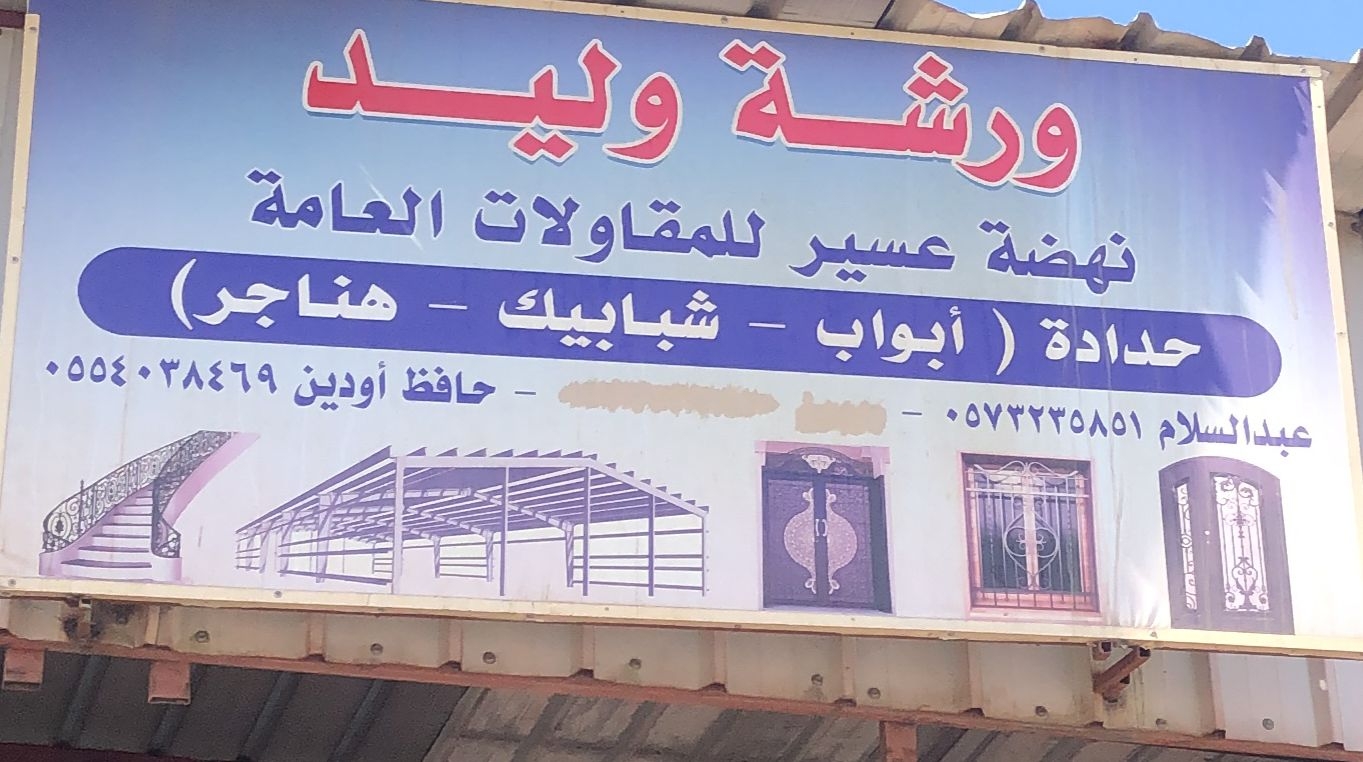 ورشة وليد
نهضة عسير للمقاولات العامة
حدادة ( أبواب - شبابيك - هناجر)
عبدالسلام ٠٥٧٣٢٣٥٨٥١ - - حافظ أودين ٠٥٥٤٠٣٨٤٦٩